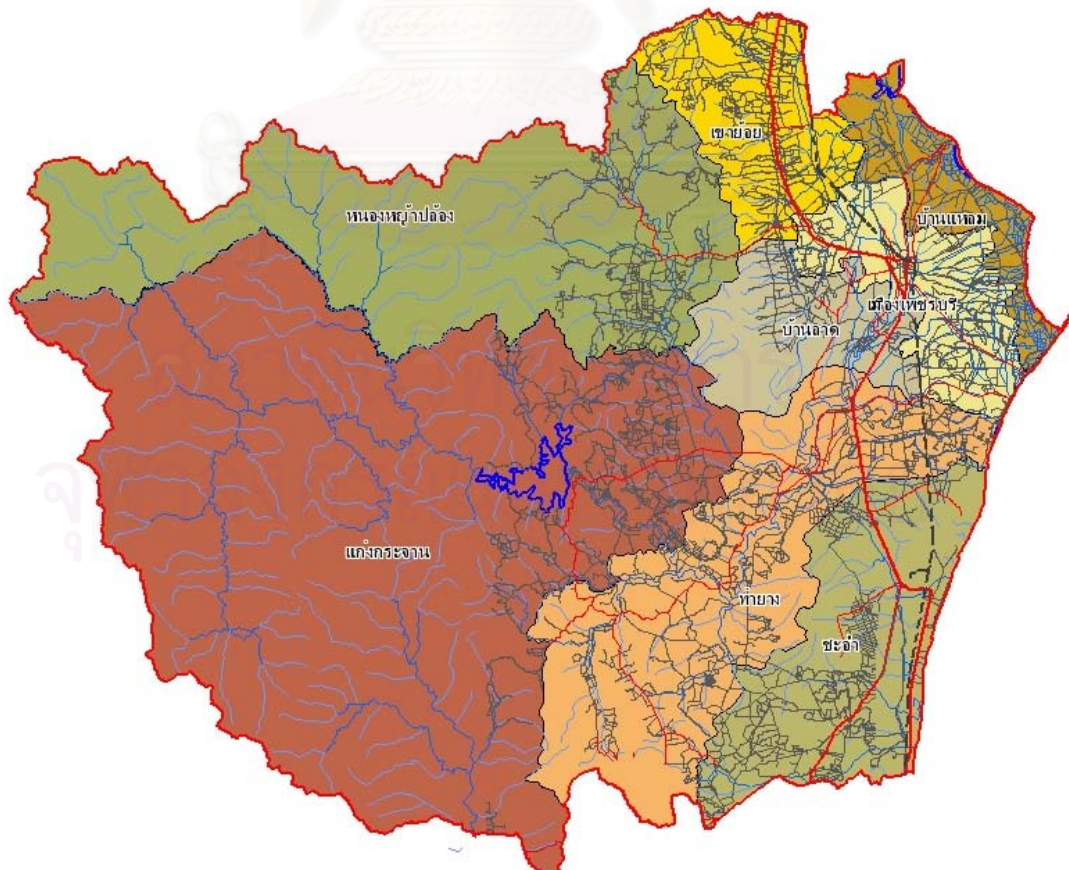 เขาย้อย
หนองหญ้าปล้อง
บ้านแหลม
เมืองเพชรบุรี
บ้านลาด
แก่งกระจาน
ท่ายาง
ชะอำ